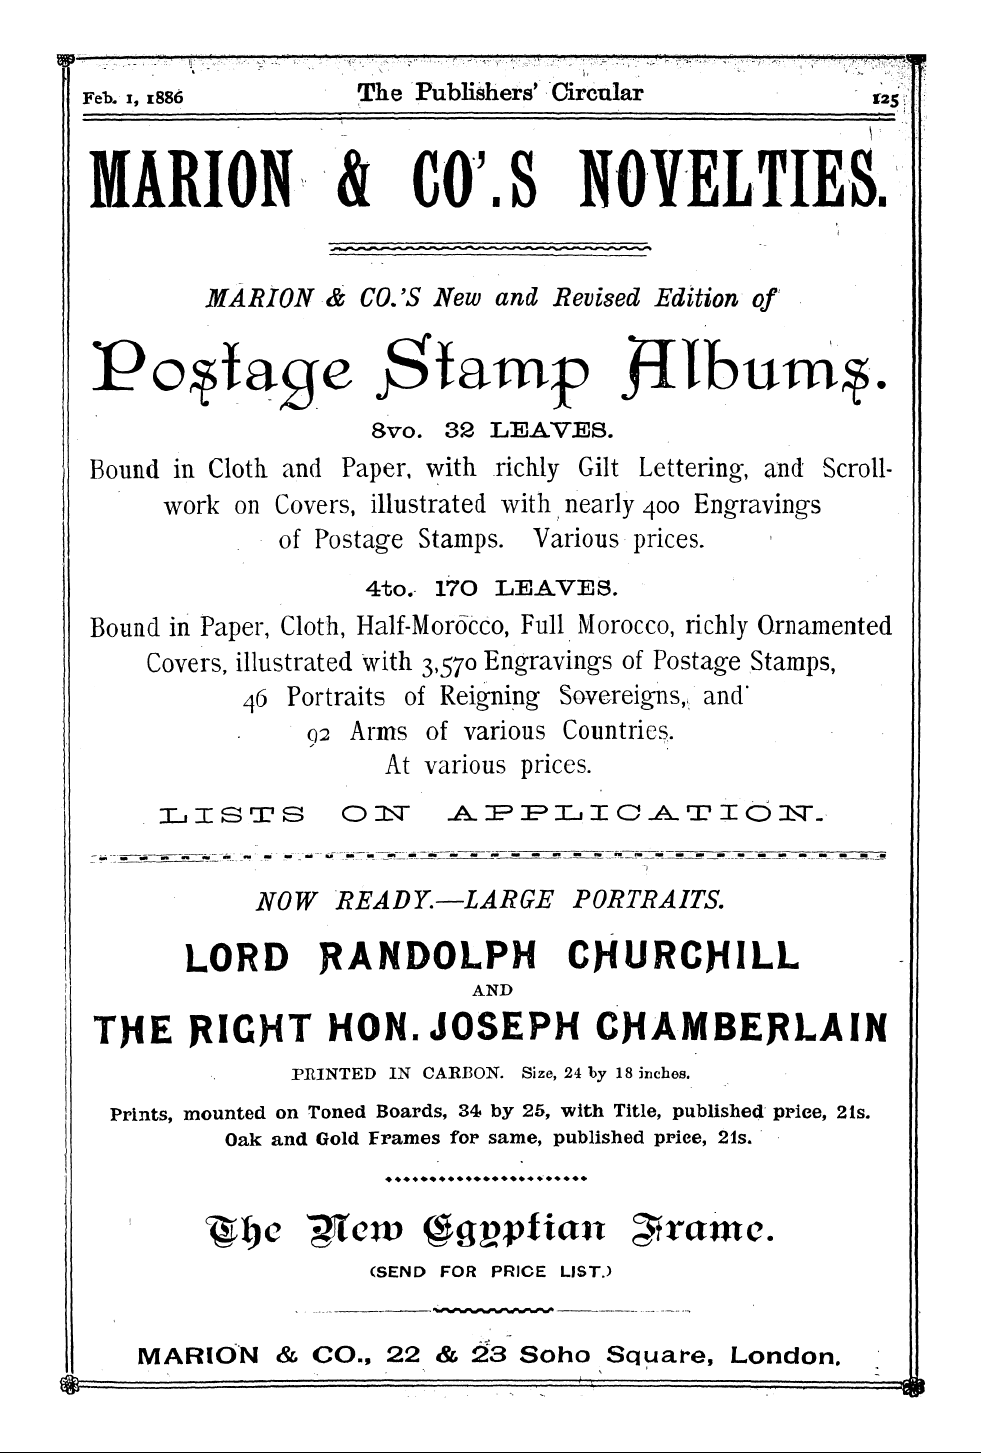 Feb. 1, 1886 The Publishers' Circular 125
MARION & CO'.S NOVELTIES.
MARION & CO.'S New and Revised Edition of
Postage Stamp Albums.
8vo. 32 LEAVES.
Bound in Cloth and Paper, with richly Gilt Lettering, and Scroll-
work on Covers, illustrated with nearly 400 Engravings
of Postage Stamps. Various prices.
4to. 170 LEAVES.
Bound in Paper, Cloth, Half-Morocco, Full Morocco, richly Ornamented
Covers, illustrated with 3,570 Engravings of Postage Stamps,
46 Portraits of Reigning Sovereigns, and
92 Arms of various Countries.
At various prices.
LISTS ON APPLICATION.
NOW READY.—LARGE PORTRAITS.
LORD RANDOLPH CHURCHILL
AND
THE RIGHT HON. JOSEPH CHAMBERLAIN
PRINTED IN CARBON. Size, 24 by 18 inches.
Prints, mounted on Toned Boards, 34 by 25, with Title, published price, 21s.
Oak and Gold Frames for same, published price, 21s.
The New Egyptian Frame.
(SEND FOR PRICE LIST.)
MARION & CO., 22 & 23 Soho Square, London.